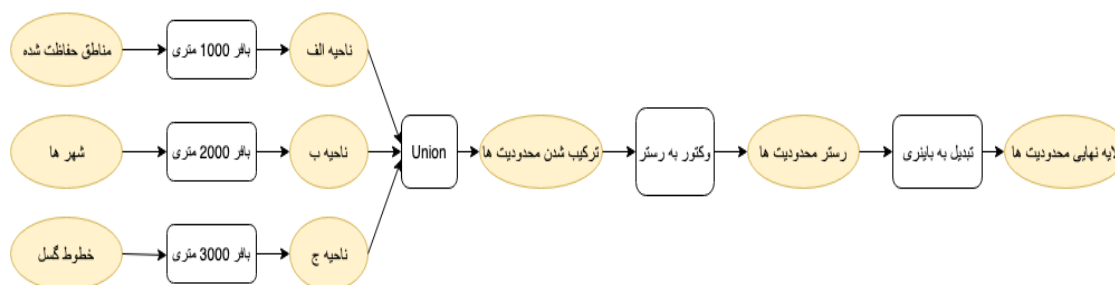 مناطق حفاظت شده
بافر 1000 متری
ناحیه الف
شهر ها
بافر 2000 متری
ناحیه ب
خطوط گسل
بافر 3000 متری
ناحیه ج
Union
ترکیب شدن محدودیت ها
وکتور به رستر
رستر محدودیت ها
تبدیل به باینری
لایه نهایی محدودیت ها